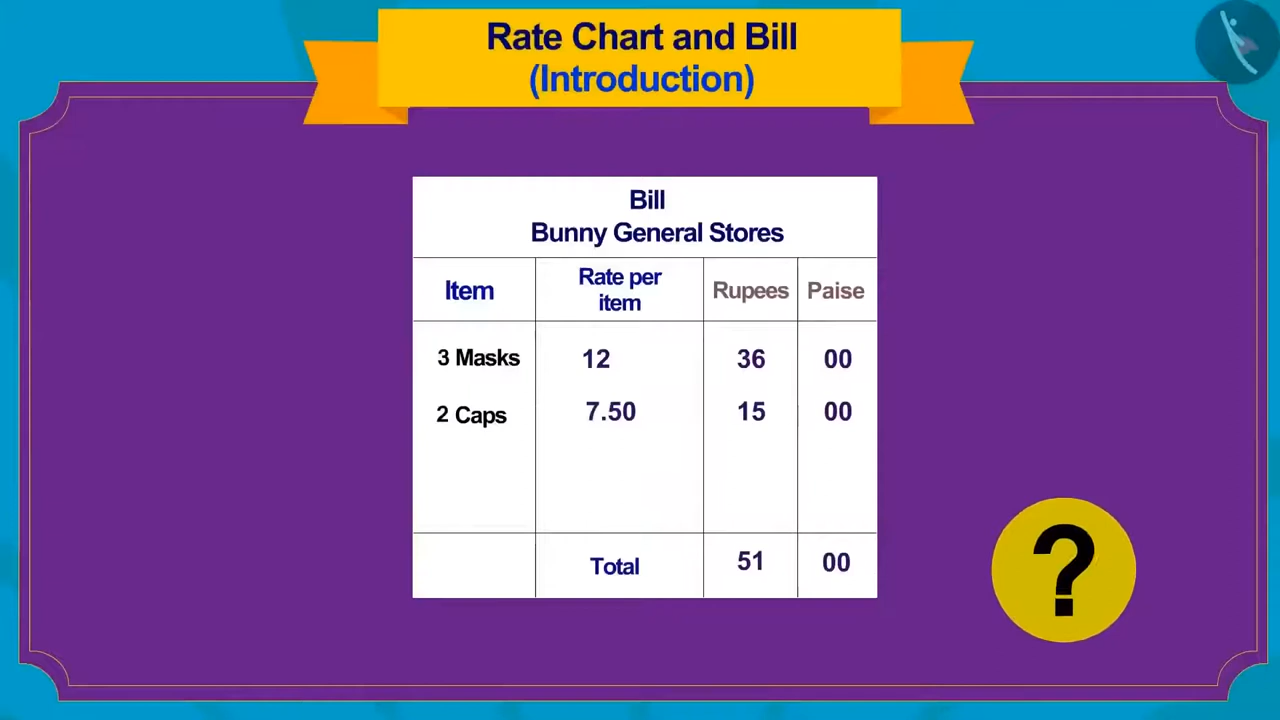 Rate Chart and Bill
(Introduction)
Bill
Bunny General Stores
Item Rate per item Rupees Paise
3 Masks 12 36 00
2 Caps 7.50 15 00
Total 51 00
?